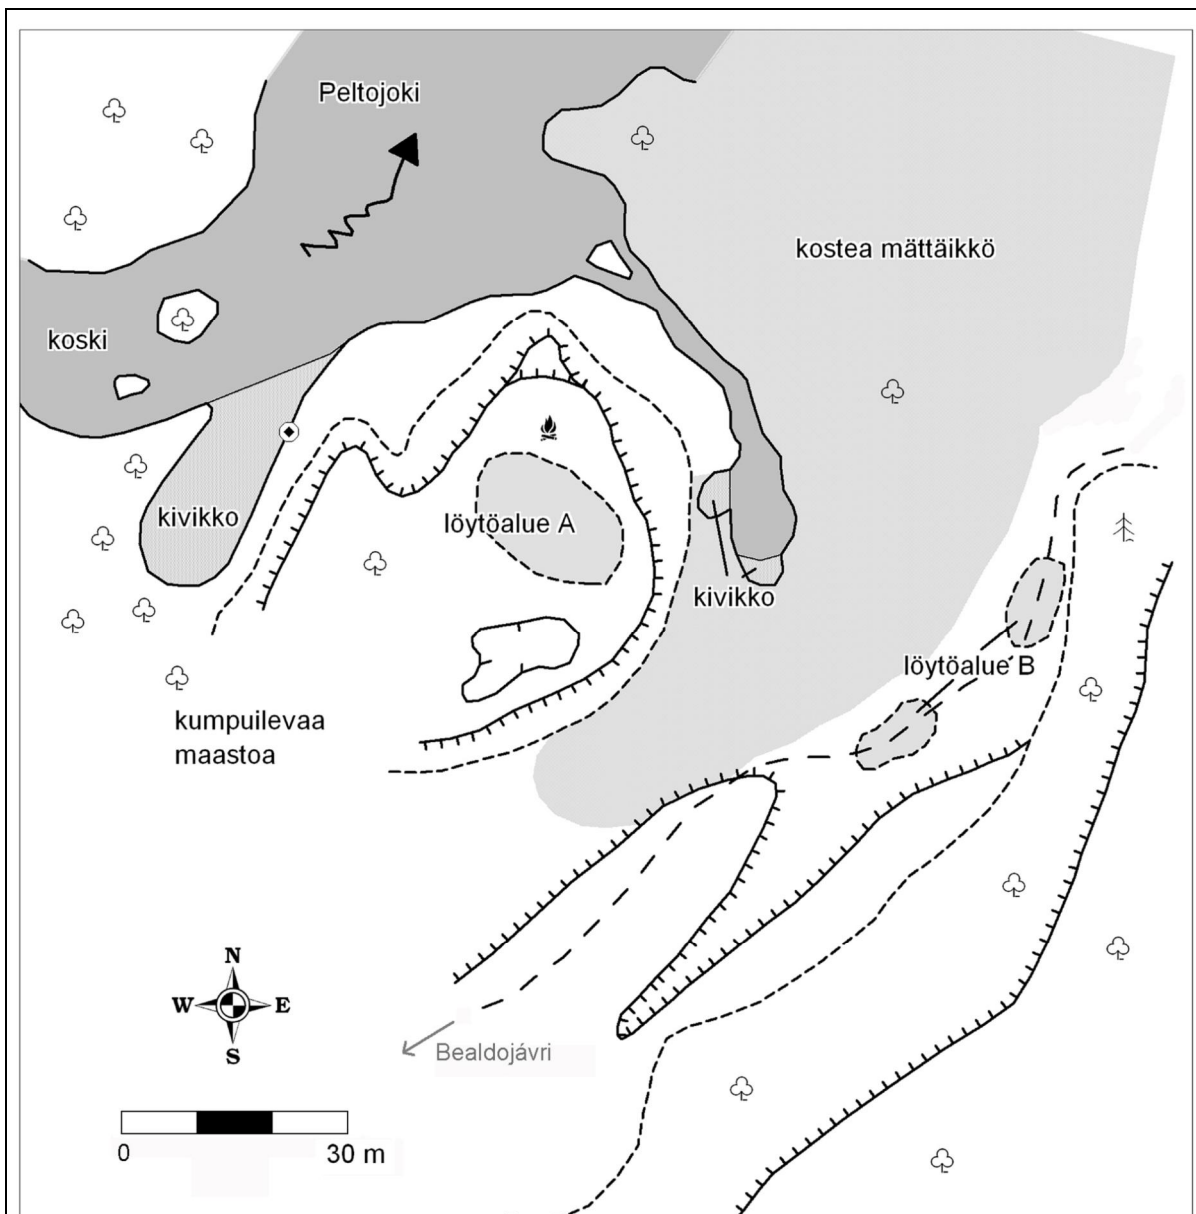 Peltojoki
kostea mättäikkö
koski
kivikko
löytöalue A
kivikko
löytöalue B
kumpuilevaa
maastoa
N
W E
S
Bealdojávri
0 30 m